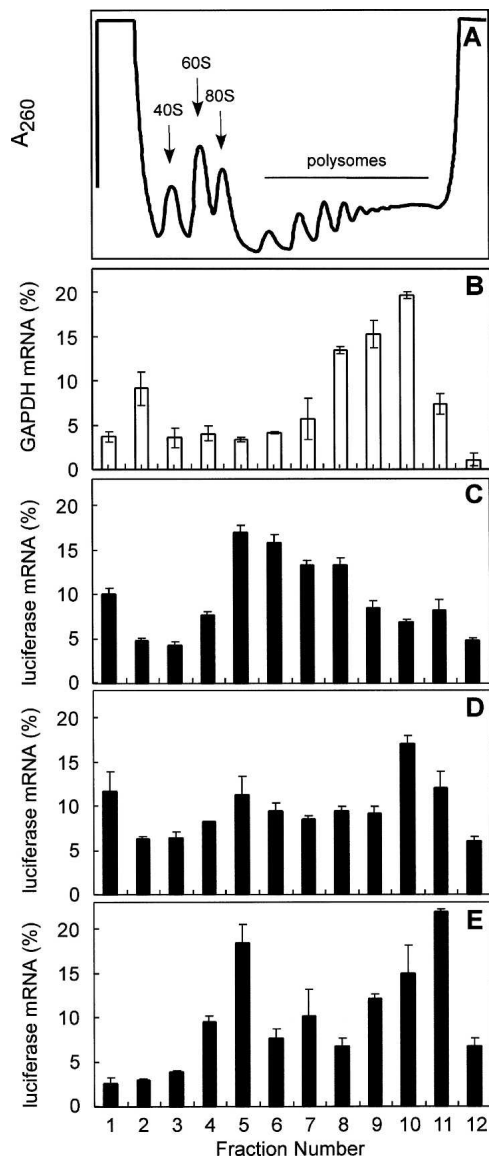 A
A260
40S
60S
80S
polysomes
B
GAPDH mRNA (%)
20
15
10
5
0
C
luciferase mRNA (%)
20
15
10
5
0
D
luciferase mRNA (%)
20
15
10
5
0
E
luciferase mRNA (%)
20
15
10
5
0
1 2 3 4 5 6 7 8 9 10 11 12
Fraction Number